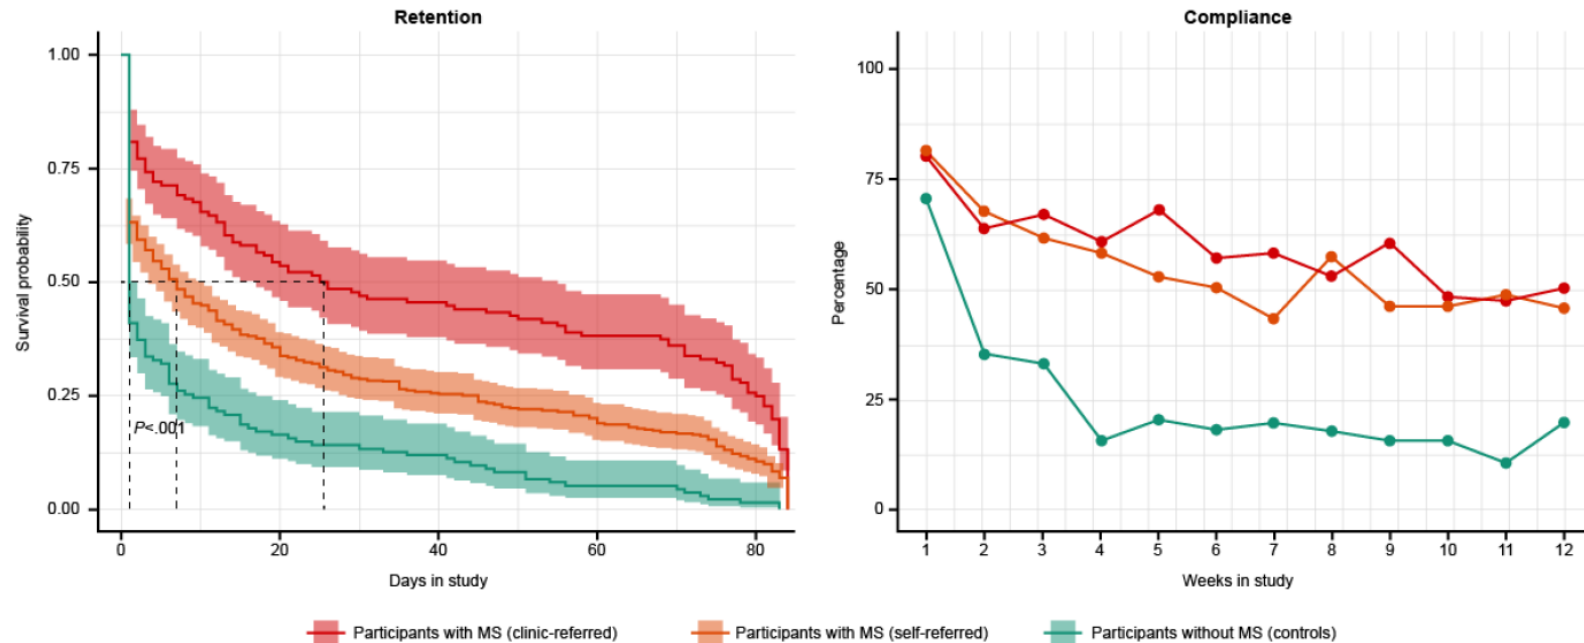 Retention
Compliance
1.00
0.75
0.50
0.25
0.00
Survival probability
P<.001
0 20 40 60 80
Days in study
100
75
50
25
0
Percentage
1 2 3 4 5 6 7 8 9 10 11 12
Weeks in study
Participants with MS (clinic-referred)
Participants with MS (self-referred)
Participants without MS (controls)